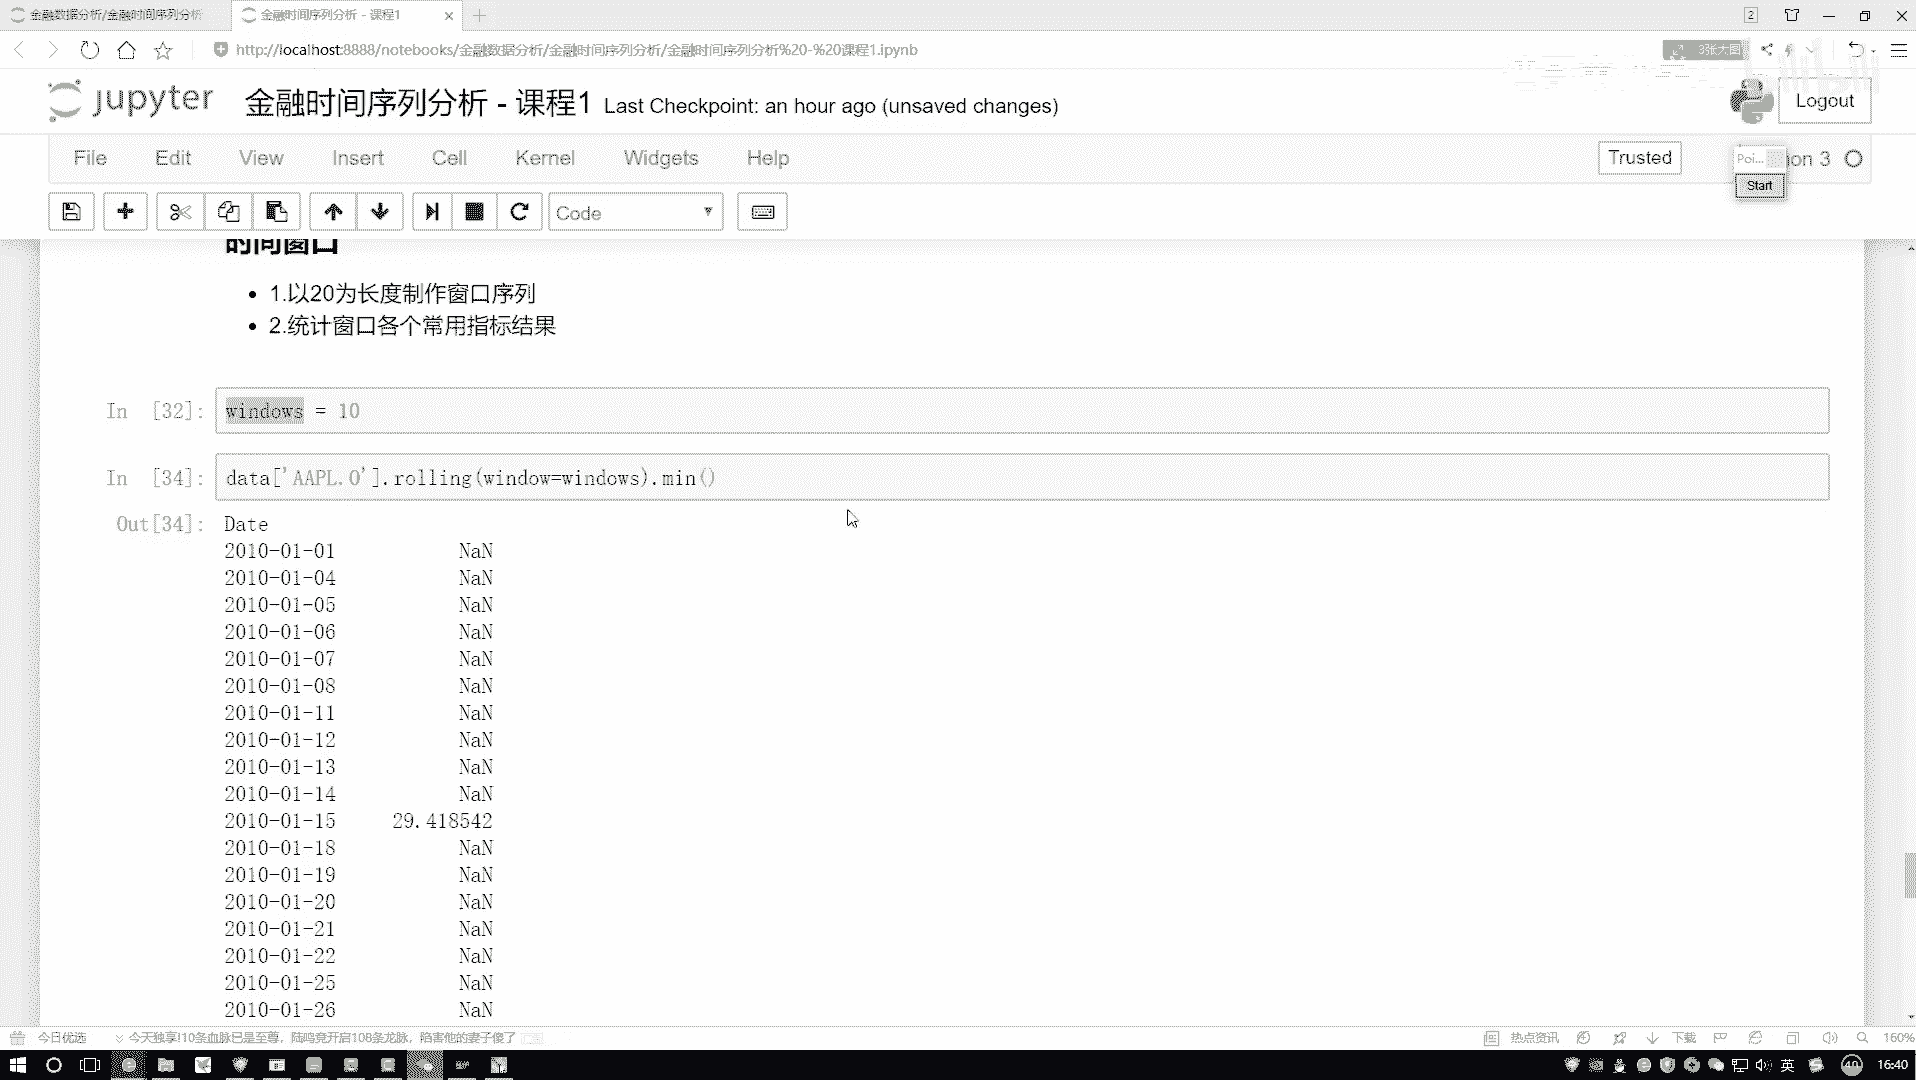 金融数据分析/金融时间序列分析
金融时间序列分析 - 课程1
2
http://localhost:8888/notebooks/金融数据分析/金融时间序列分析/金融时间序列分析%20-%20课程1.ipynb
3张大图
jupyter 金融时间序列分析 - 课程1 Last Checkpoint: an hour ago (unsaved changes)
Logout
File Edit View Insert Cell Kernel Widgets Help
Trusted
Poi... on 3
Start
Code
时间窗口
1.以20为长度制作窗口序列
2.统计窗口各个常用指标结果
In [32]: windows = 10
In [34]: data['AAPL.O'].rolling(window=windows).min()
Out[34]: Date
2010-01-01 NaN
2010-01-04 NaN
2010-01-05 NaN
2010-01-06 NaN
2010-01-07 NaN
2010-01-08 NaN
2010-01-11 NaN
2010-01-12 NaN
2010-01-13 NaN
2010-01-14 NaN
2010-01-15 29.418542
2010-01-18 NaN
2010-01-19 NaN
2010-01-20 NaN
2010-01-21 NaN
2010-01-22 NaN
2010-01-25 NaN
2010-01-26 NaN
今日优选
今天独享!10条血脉已是至尊，陆鸣竟开启108条龙脉，陷害他的妻子傻了
热点资讯
下载
160%
英
40
16:40